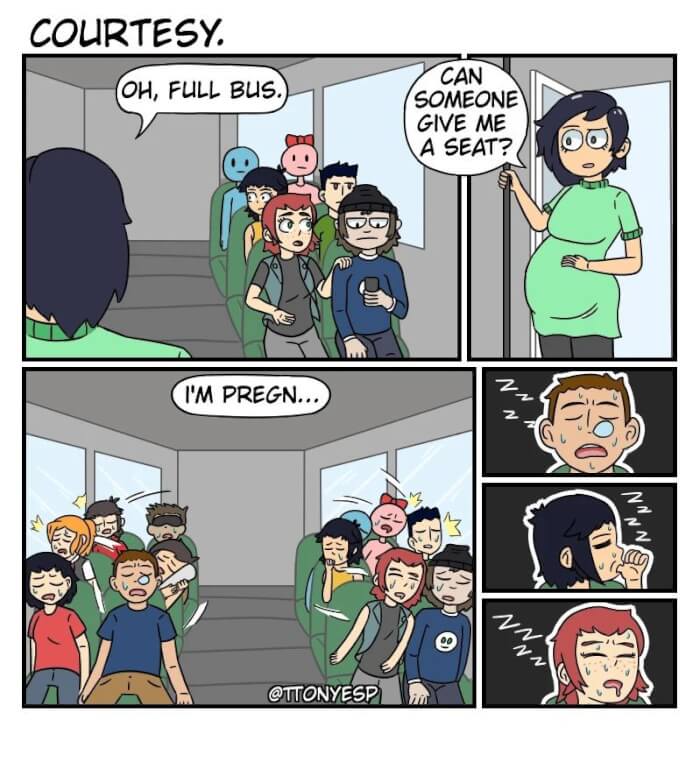 COURTESY.
OH, FULL BUS.
CAN
SOMEONE
GIVE ME
A SEAT?
I'M PREGN...
Z
Z
Z
Z
Z
Z
Z
Z
Z
Z
Z
@TTONYESP